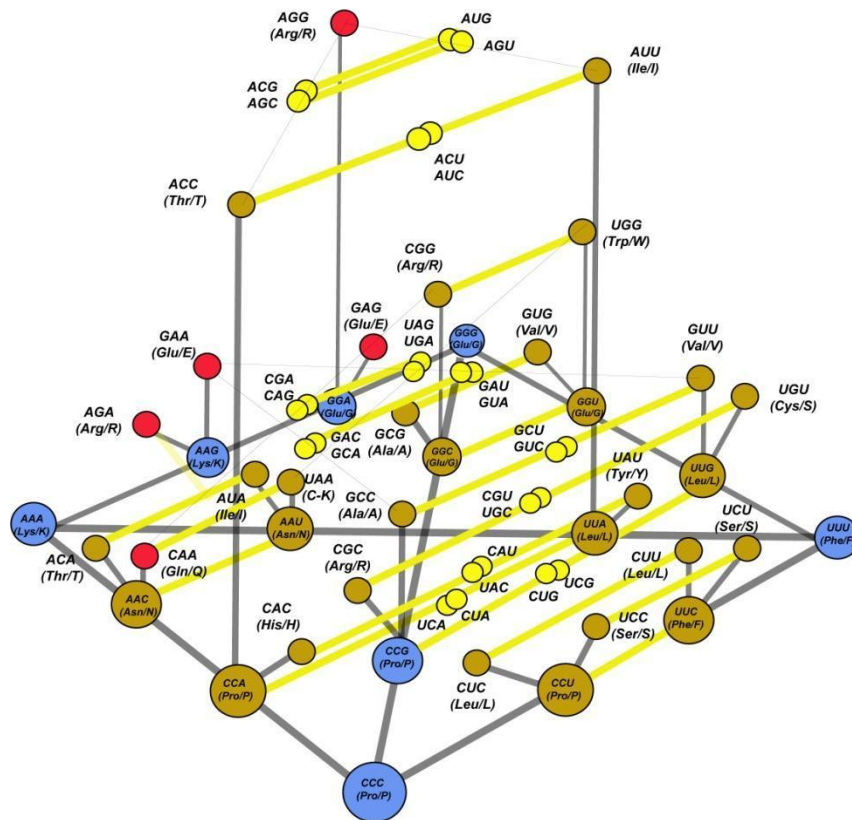 AGG
(Arg/R)
AUG
AGU
AUU
(Ile/I)
ACG
AGC
ACU
AUC
ACC
(Thr/T)
UGG
(Trp/W)
CGG
(Arg/R)
GAG
(Glu/E)
UAG
UGA
GGG
(Glu/G)
GUG
(Val/V)
GUU
(Val/V)
GAA
(Glu/E)
CGA
CAG
GGA
(Glu/G)
GAU
GUA
GGU
(Glu/G)
UGU
(Cys/S)
AGA
(Arg/R)
AAG
(Lys/K)
GAC
GCA
GCG
(Ala/A)
GGC
(Glu/G)
GCU
GUC
UAU
(Tyr/Y)
UUG
(Leu/L)
AUA
(Ile/I)
UAA
(C-K)
GCC
(Ala/A)
CGU
UGC
UCU
(Ser/S)
AAA
(Lys/K)
AAU
(Asn/N)
UUA
(Leu/L)
UUU
(Phe/F)
ACA
(Thr/T)
CAA
(Gln/Q)
CGC
(Arg/R)
CAU
UAC
CUU
(Leu/L)
AAC
(Asn/N)
CAC
(His/H)
UCA
CUA
CUG
UCG
UCC
(Ser/S)
UUC
(Phe/F)
CCA
(Pro/P)
CCG
(Pro/P)
CUC
(Leu/L)
CCU
(Pro/P)
CCC
(Pro/P)